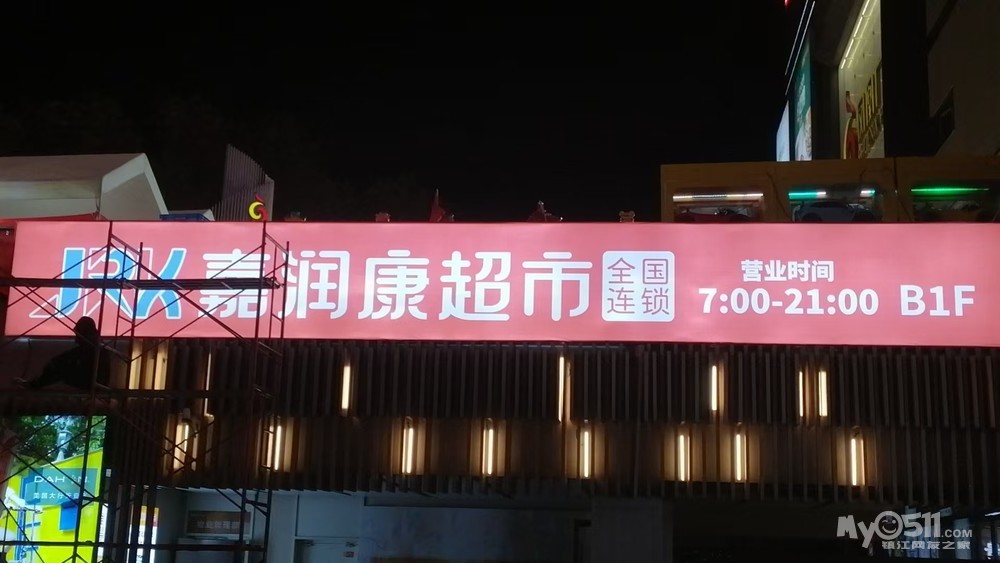 JRK 嘉润康超市 全国连锁
营业时间
7:00-21:00 B1F
DAH
My0511.COM
镇江网友之家